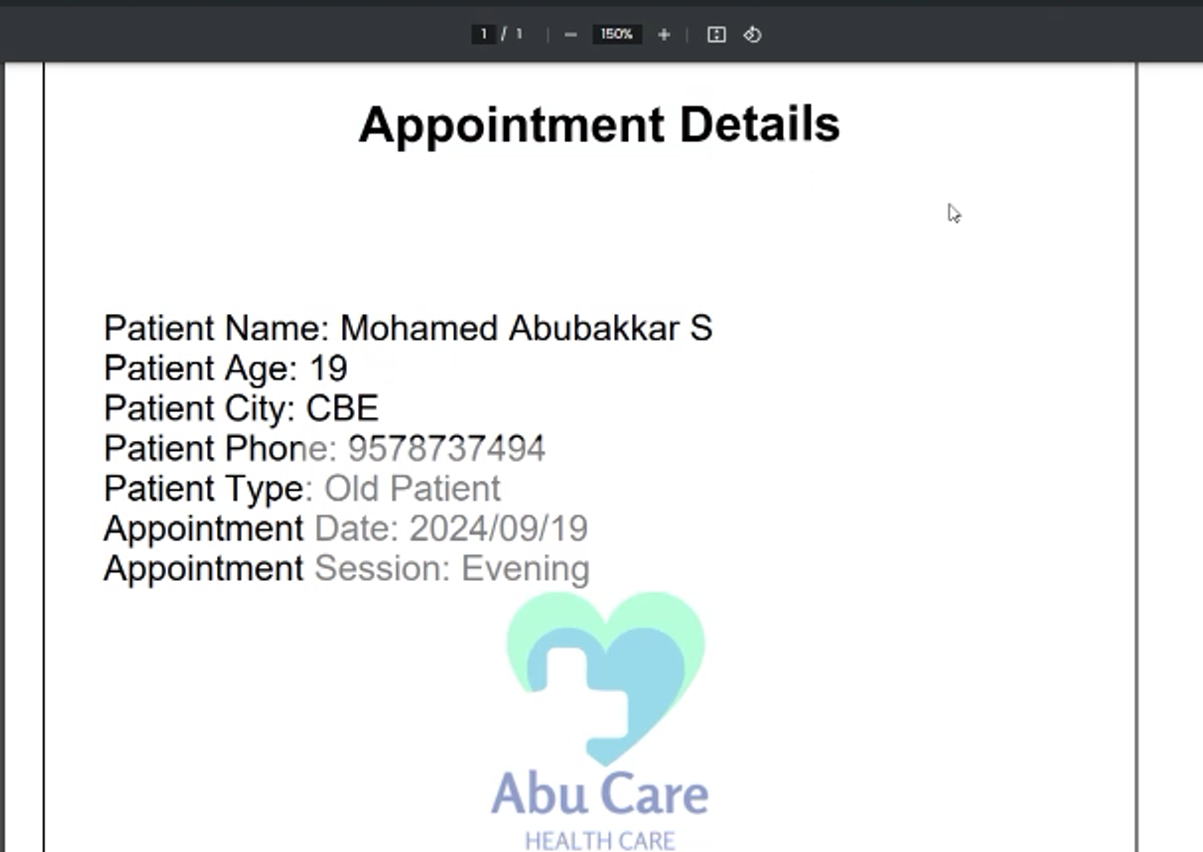 1 / 1 | − 150% + |
Appointment Details
Patient Name: Mohamed Abubakkar S
Patient Age: 19
Patient City: CBE
Patient Phone: 9578737494
Patient Type: Old Patient
Appointment Date: 2024/09/19
Appointment Session: Evening
Abu Care
HEALTH CARE